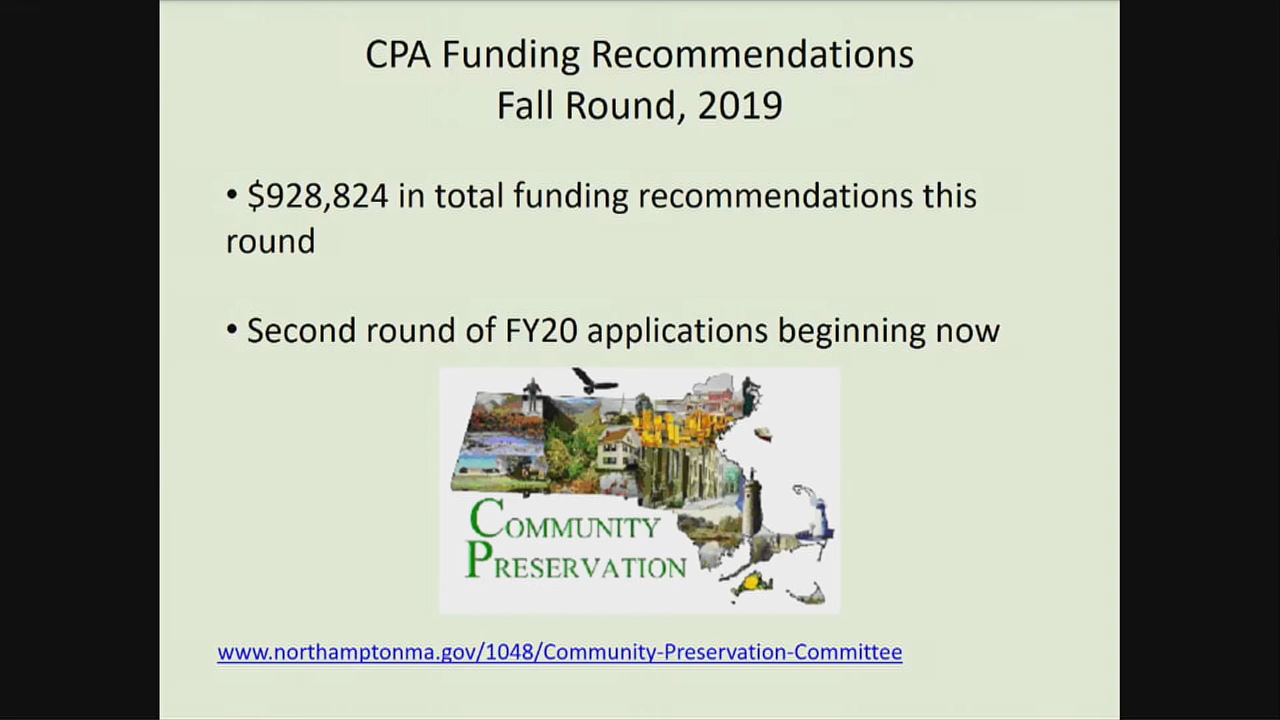 CPA Funding Recommendations
Fall Round, 2019
• $928,824 in total funding recommendations this
round
• Second round of FY20 applications beginning now
COMMUNITY
PRESERVATION
www.northamptonma.gov/1048/Community-Preservation-Committee